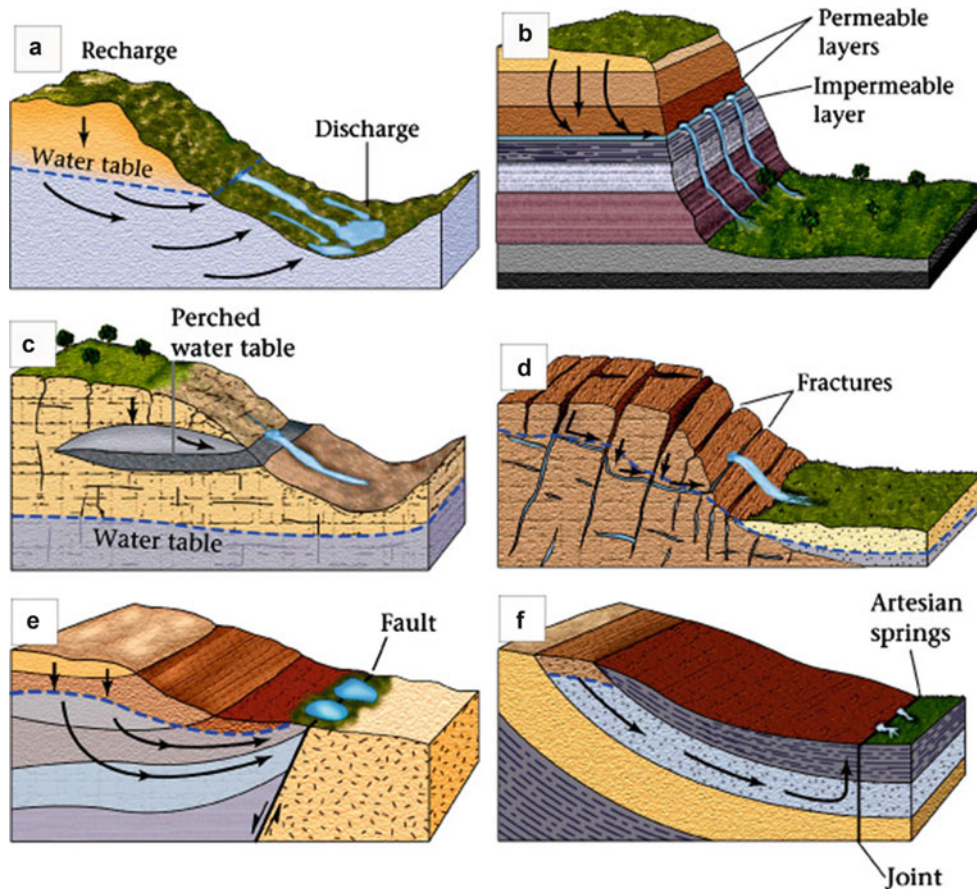 a
Recharge
Discharge
Water table
b
Permeable
layers
Impermeable
layer
c
Perched
water table
Water table
d
Fractures
e
Fault
f
Artesian
springs
Joint